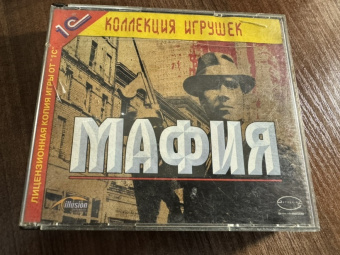 1С
КОЛЛЕКЦИЯ ИГРУШЕК
ЛИЦЕНЗИОННАЯ КОПИЯ ИГРЫ ОТ "1С"
МАФИЯ
illusion